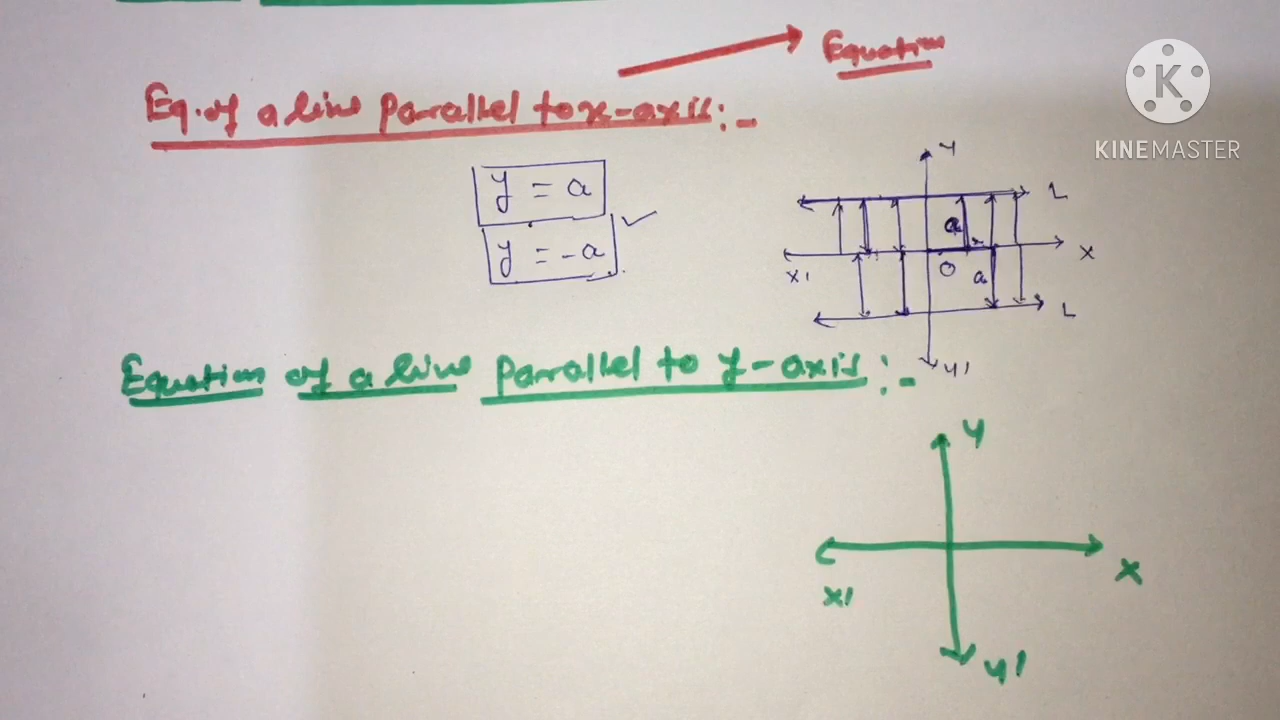 Equation
Eq. of a line parallel to x-axis:-
KINEMASTER
y = a
y = -a
Y
L
a
X
X'
O
a
L
Y'
Equation of a line parallel to y-axis:-
Y
X
X'
Y'